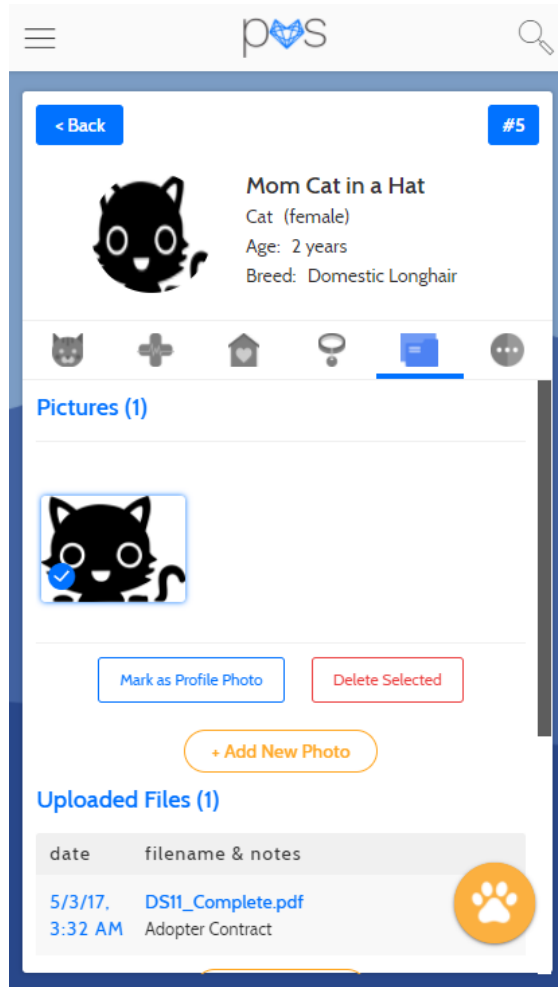 pvs
< Back
#5
Mom Cat in a Hat
Cat (female)
Age: 2 years
Breed: Domestic Longhair
Pictures (1)
Mark as Profile Photo
Delete Selected
+ Add New Photo
Uploaded Files (1)
date filename & notes
5/3/17, DS11_Complete.pdf
3:32 AM Adopter Contract